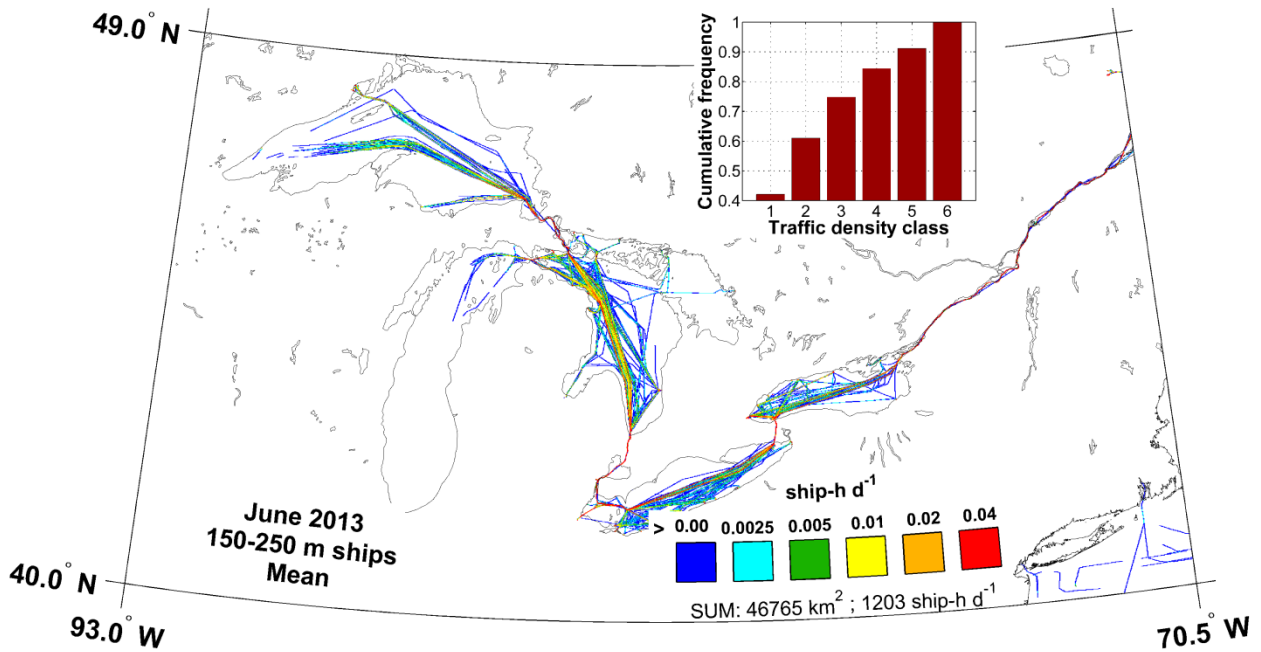 49.0° N
Cumulative frequency
1
0.9
0.8
0.7
0.6
0.5
0.4
1 2 3 4 5 6
Traffic density class
ship-h d⁻¹
> 0.00 0.0025 0.005 0.01 0.02 0.04
SUM: 46765 km² ; 1203 ship-h d⁻¹
June 2013
150-250 m ships
Mean
40.0° N
93.0° W
70.5° W